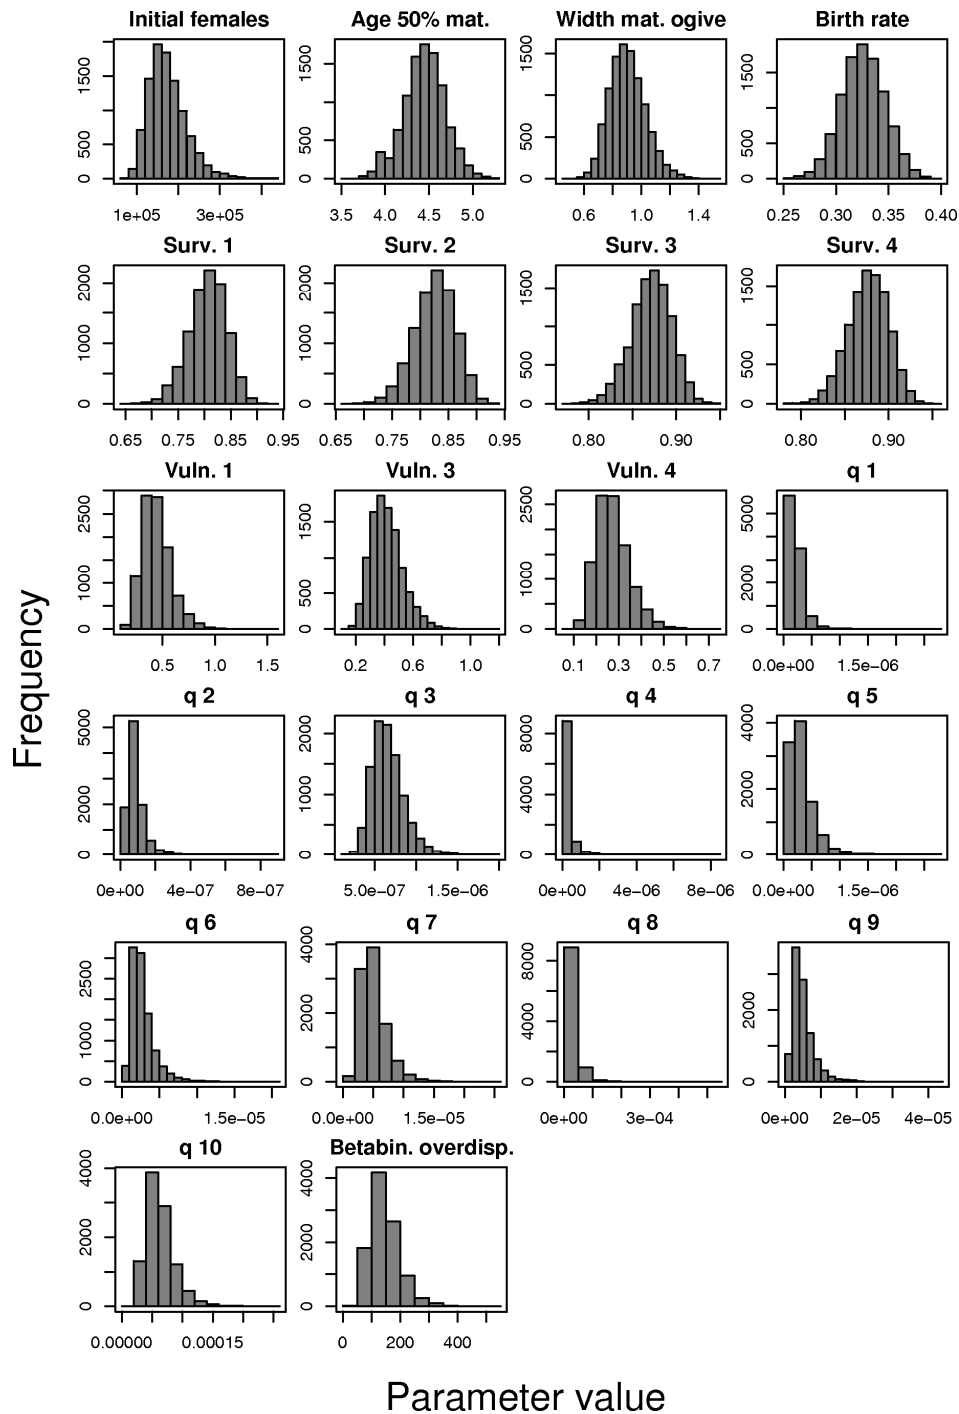 Initial females Age 50% mat. Width mat. ogive Birth rate
0 500 1500 0 500 1500 0 500 1500 0 500 1500
1e+05 3e+05 3.5 4.0 4.5 5.0 0.6 1.0 1.4 0.25 0.30 0.35 0.40
Surv. 1 Surv. 2 Surv. 3 Surv. 4
0 1000 2000 0 1000 2000 0 500 1500 0 500 1500
0.65 0.75 0.85 0.95 0.65 0.75 0.85 0.95 0.80 0.90 0.80 0.90
Vuln. 1 Vuln. 3 Vuln. 4 q 1
0 1000 2500 0 500 1500 0 1000 2500 0 2000 5000
0.5 1.0 1.5 0.2 0.6 1.0 0.1 0.3 0.5 0.7 0.0e+00 1.5e−06
Frequency
q 2 q 3 q 4 q 5
0 2000 5000 0 1000 2000 0 4000 8000 0 2000 4000
0e+00 4e−07 8e−07 5.0e−07 1.5e−06 0e+00 4e−06 8e−06 0.0e+00 1.5e−06
q 6 q 7 q 8 q 9
0 1000 2500 0 2000 4000 0 4000 8000 0 2000
0.0e+00 1.5e−05 0.0e+00 1.5e−05 0e+00 3e−04 0e+00 2e−05 4e−05
q 10 Betabin. overdisp.
0 2000 4000 0 2000 4000
0.00000 0.00015 0 200 400
Parameter value